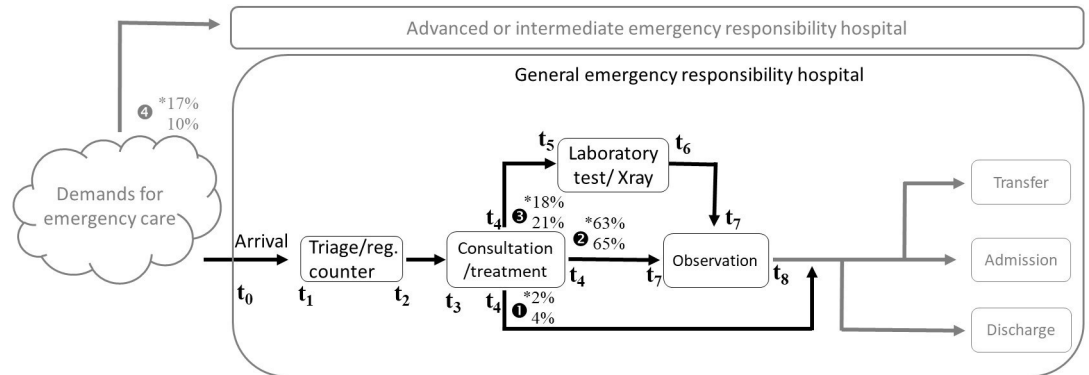 Advanced or intermediate emergency responsibility hospital
General emergency responsibility hospital
❹ *17%
10%
Demands for
emergency care
Arrival
t0
t1
Triage/reg.
counter
t2
t3
Consultation
/treatment
t4
❸ *18%
21%
t5
Laboratory
test/ Xray
t6
t7
❷ *63%
65%
t4
t7
Observation
t8
t4
❶ *2%
4%
Transfer
Admission
Discharge